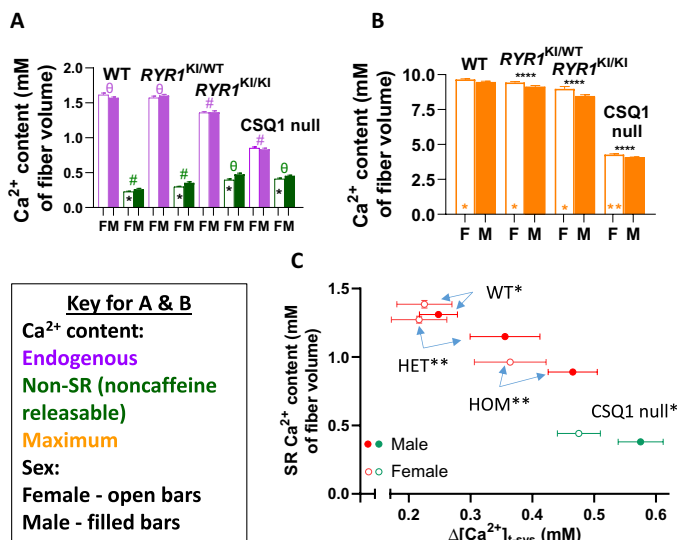 A
WT
RYR1KI/WT
RYR1KI/KI
CSQ1 null
Ca2+ content (mM
of fiber volume)
2.0
1.5
1.0
0.5
0.0
θ
#
*
θ
#
*
#
θ
*
#
θ
*
FM FM FM FM FM FM FM FM
B
WT
RYR1KI/WT
****
RYR1KI/KI
****
CSQ1
null
****
Ca2+ content (mM
of fiber volume)
10.0
7.5
5.0
2.5
0.0
* * * **
F M F M F M F M
Key for A & B
Ca2+ content:
Endogenous
Non-SR (noncaffeine
releasable)
Maximum
Sex:
Female - open bars
Male - filled bars
C
SR Ca2+ content (mM
of fiber volume)
1.5
1.0
0.5
0.0
WT*
HET**
HOM**
CSQ1 null*
Male
Female
0.2 0.3 0.4 0.5 0.6
Δ[Ca2+]t-sys (mM)